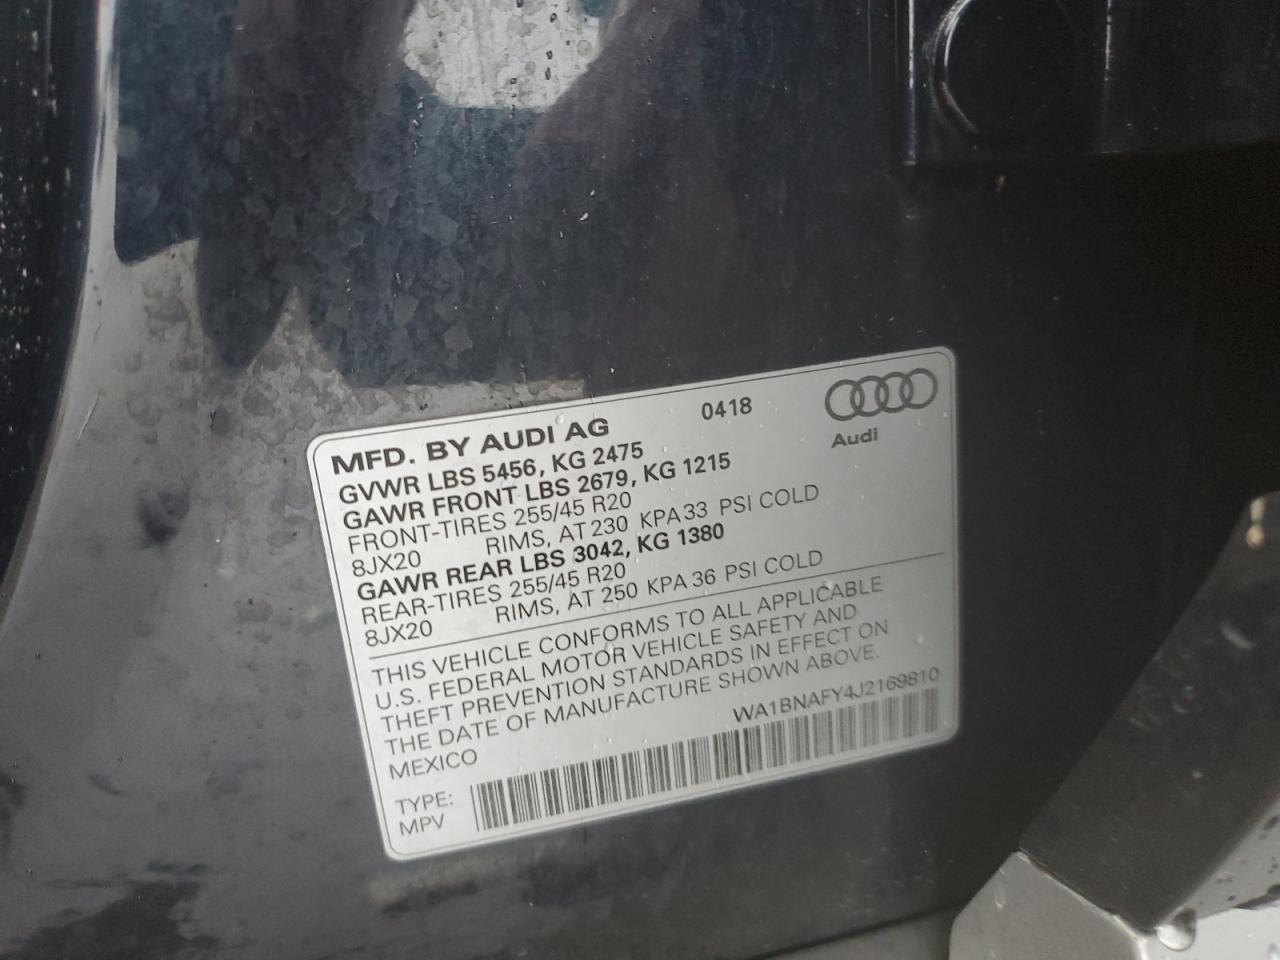 MFD. BY AUDI AG 0418
Audi
GVWR LBS 5456, KG 2475
GAWR FRONT LBS 2679, KG 1215
FRONT-TIRES 255/45 R20
8JX20 RIMS, AT 230 KPA 33 PSI COLD
GAWR REAR LBS 3042, KG 1380
REAR-TIRES 255/45 R20
8JX20 RIMS, AT 250 KPA 36 PSI COLD
THIS VEHICLE CONFORMS TO ALL APPLICABLE
U.S. FEDERAL MOTOR VEHICLE SAFETY AND
THEFT PREVENTION STANDARDS IN EFFECT ON
THE DATE OF MANUFACTURE SHOWN ABOVE.
MEXICO WA1BNAFY4J2169810
TYPE:
MPV